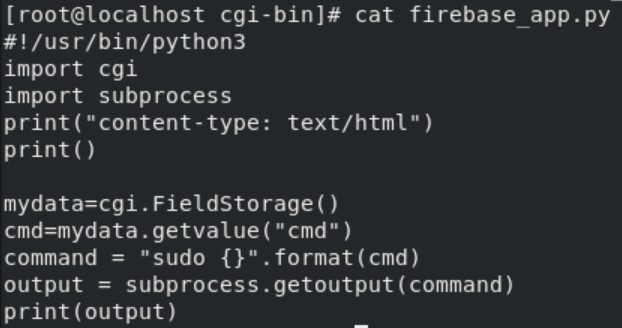 [root@localhost cgi-bin]# cat firebase_app.py
#!/usr/bin/python3
import cgi
import subprocess
print("content-type: text/html")
print()
mydata=cgi.FieldStorage()
cmd=mydata.getvalue("cmd")
command = "sudo {}".format(cmd)
output = subprocess.getoutput(command)
print(output)